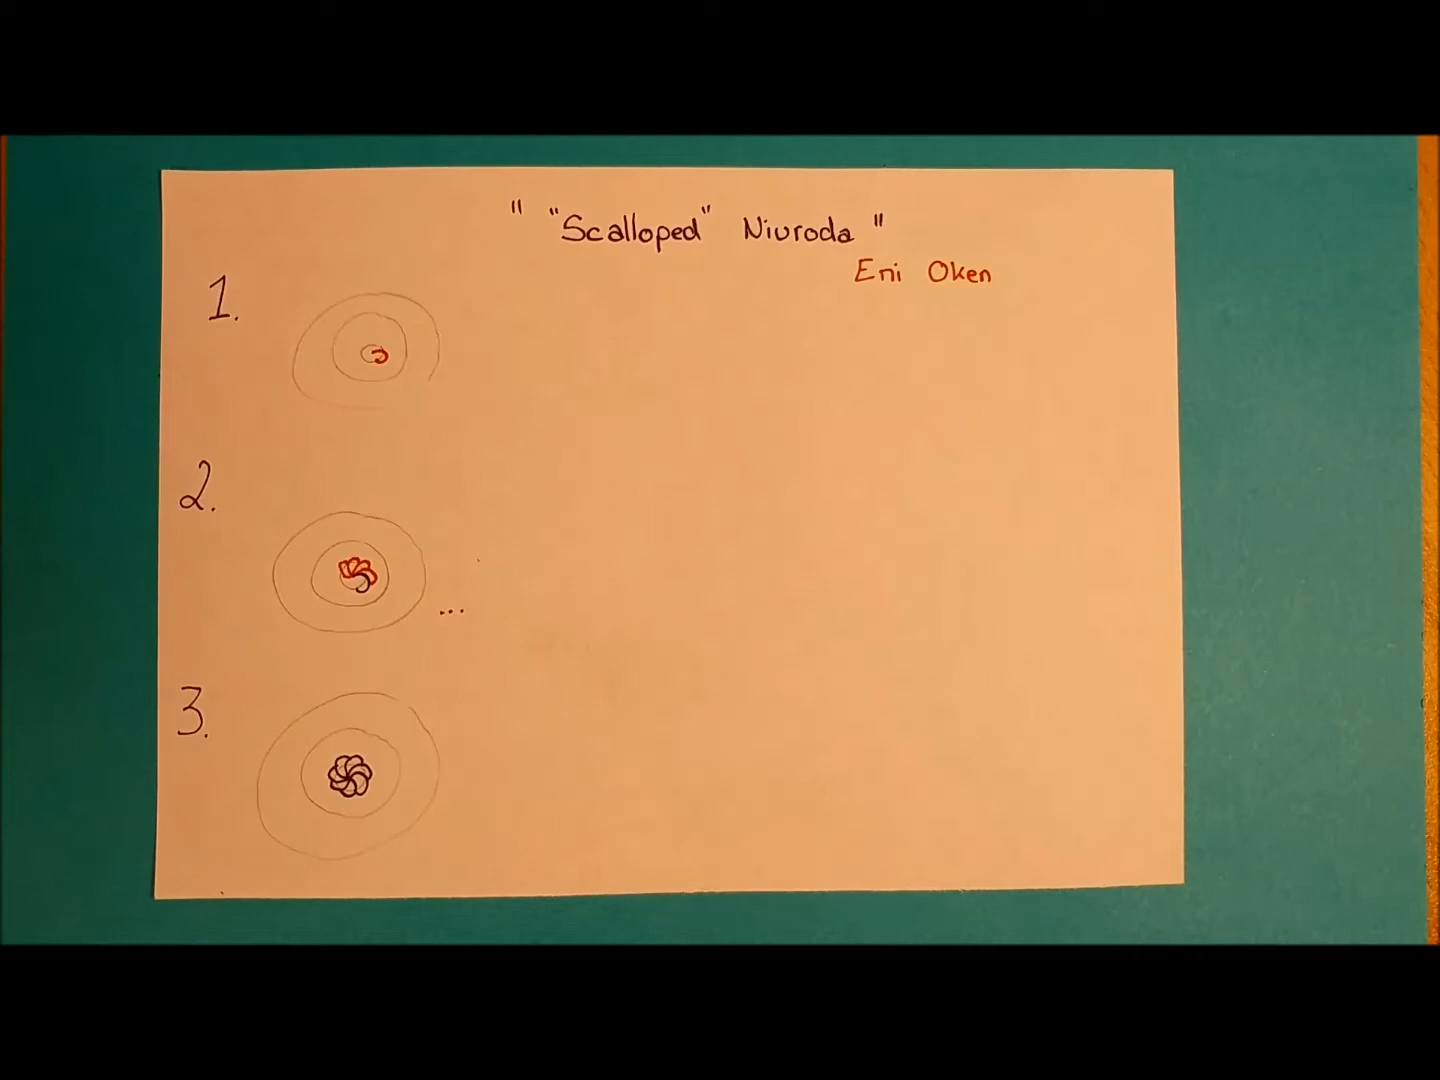 " "Scalloped" Niuroda "
Eni Oken
1.
2.
...
3.